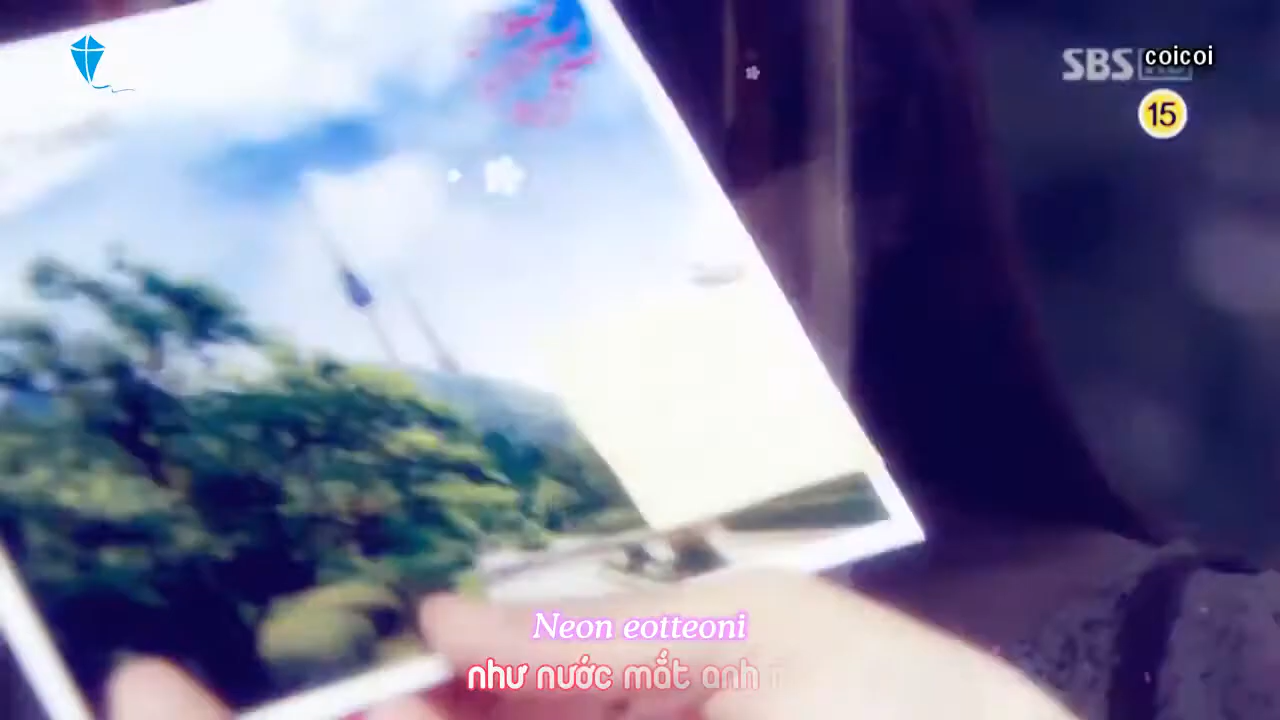 SBS
coicoi
15
Neon eotteoni
như nước mắt anh